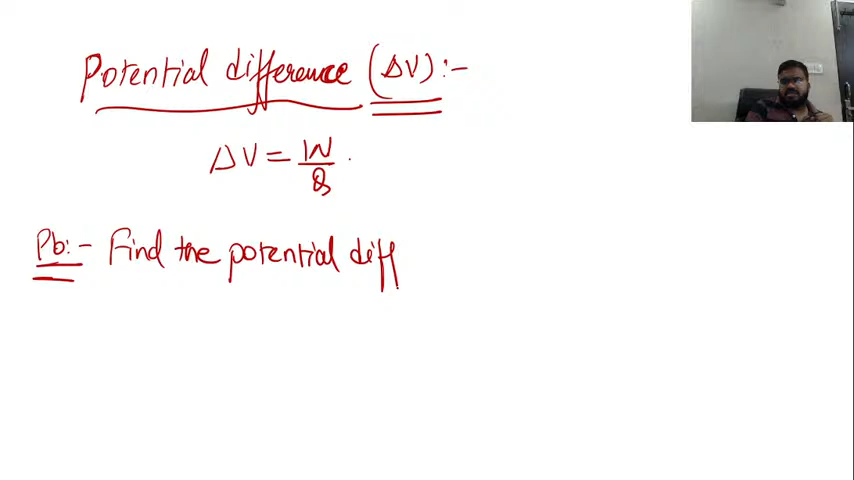 Potential difference (ΔV):-
ΔV = W/Q
Pb:- Find the potential diff